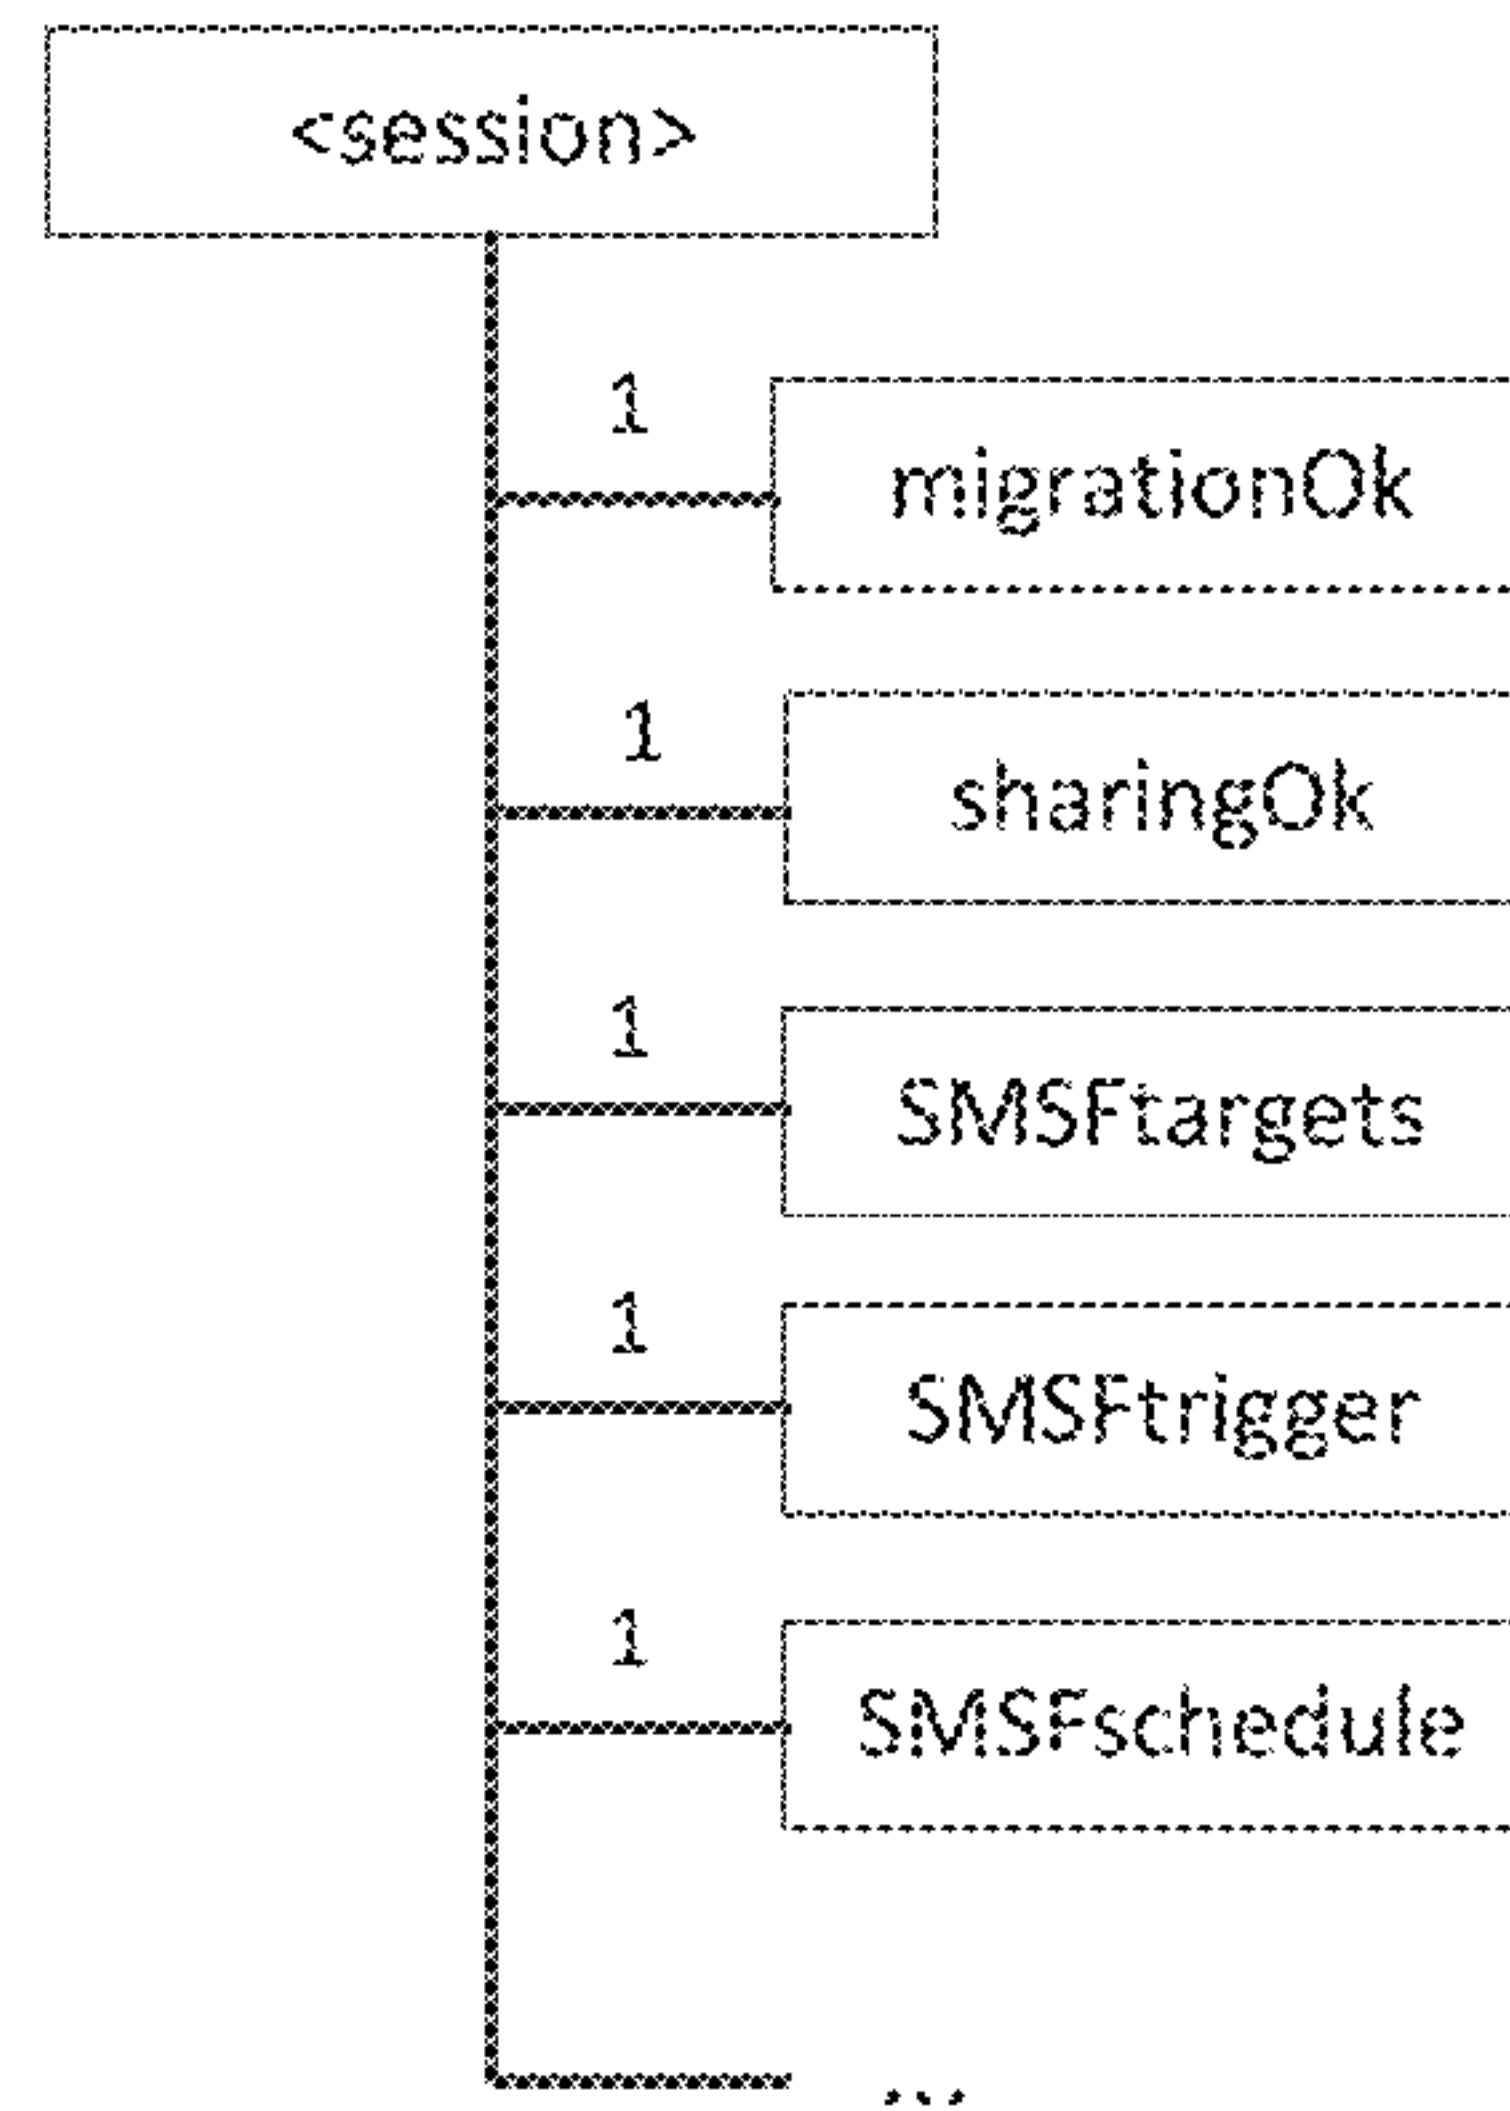 <session>
1
migrationOk
1
sharingOk
1
SMSFtargets
1
SMSFtrigger
1
SMSFschedule
...